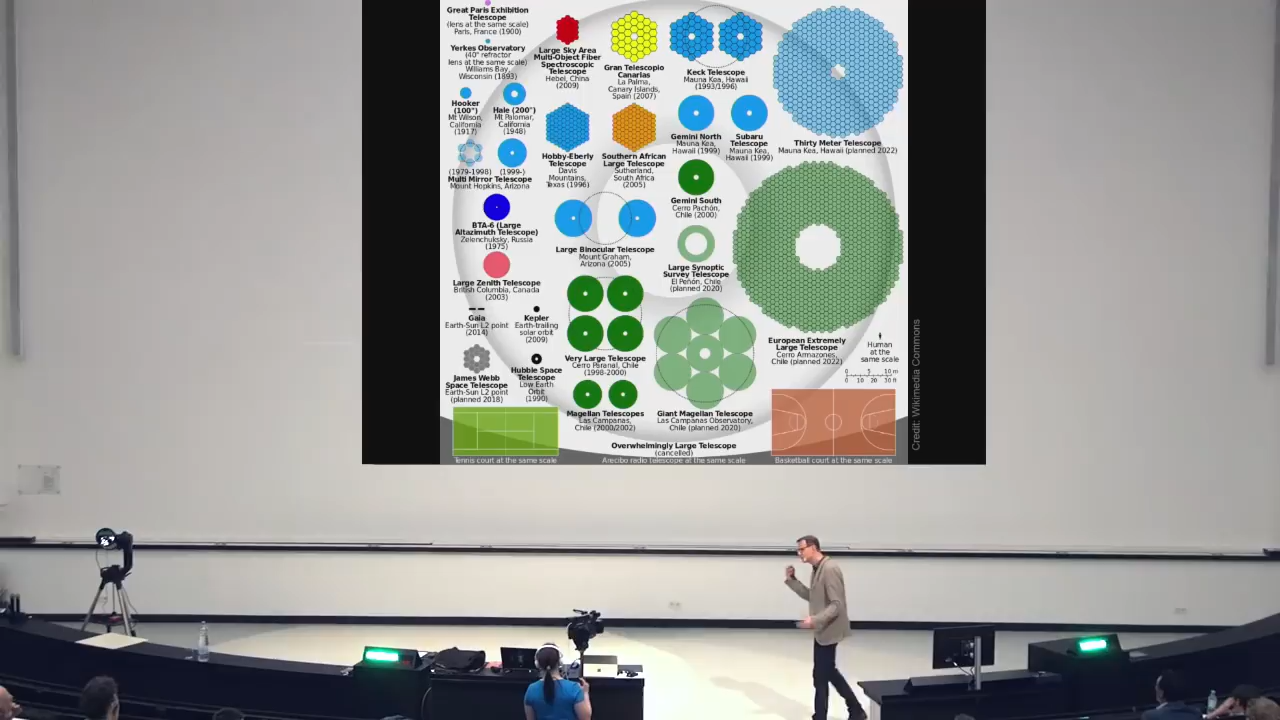 Great Paris Exhibition
Telescope
(lens at the same scale)
Paris, France (1900)
Yerkes Observatory
(40" refractor
lens at the same scale)
Williams Bay,
Wisconsin (1893)
Hooker
(100")
Mt Wilson,
California
(1917)
Hale (200")
Mt Palomar,
California
(1948)
(1979-1998) (1999-)
Multi Mirror Telescope
Mount Hopkins, Arizona
BTA-6 (Large
Altazimuth Telescope)
Zelenchuksky, Russia
(1975)
Large Zenith Telescope
British Columbia, Canada
(2003)
Gaia
Earth-Sun L2 point
(2014)
Kepler
Earth-trailing
solar orbit
(2009)
James Webb
Space Telescope
Earth-Sun L2 point
(planned 2018)
Hubble Space
Telescope
Low Earth
Orbit
(1990)
Tennis court at the same scale
Large Sky Area
Multi-Object Fiber
Spectroscopic
Telescope
Hebei, China
(2009)
Gran Telescopio
Canarias
La Palma,
Canary Islands,
Spain (2007)
Hobby-Eberly
Telescope
Davis
Mountains,
Texas (1996)
Southern African
Large Telescope
Sutherland,
South Africa
(2005)
Large Binocular Telescope
Mount Graham,
Arizona (2005)
Very Large Telescope
Cerro Paranal, Chile
(1998-2000)
Magellan Telescopes
Las Campanas,
Chile (2000/2002)
Keck Telescope
Mauna Kea, Hawaii
(1993/1996)
Gemini North
Mauna Kea,
Hawaii (1999)
Subaru
Telescope
Mauna Kea,
Hawaii (1999)
Gemini South
Cerro Pachón,
Chile (2000)
Large Synoptic
Survey Telescope
El Peñón, Chile
(planned 2020)
Giant Magellan Telescope
Las Campanas Observatory,
Chile (planned 2020)
Overwhelmingly Large Telescope
(cancelled)
Arecibo radio telescope at the same scale
Thirty Meter Telescope
Mauna Kea, Hawaii (planned 2022)
European Extremely
Large Telescope
Cerro Armazones,
Chile (planned 2022)
Human
at the
same scale
0 5 10 m
0 10 20 30 ft
Basketball court at the same scale
Credit: Wikimedia Commons